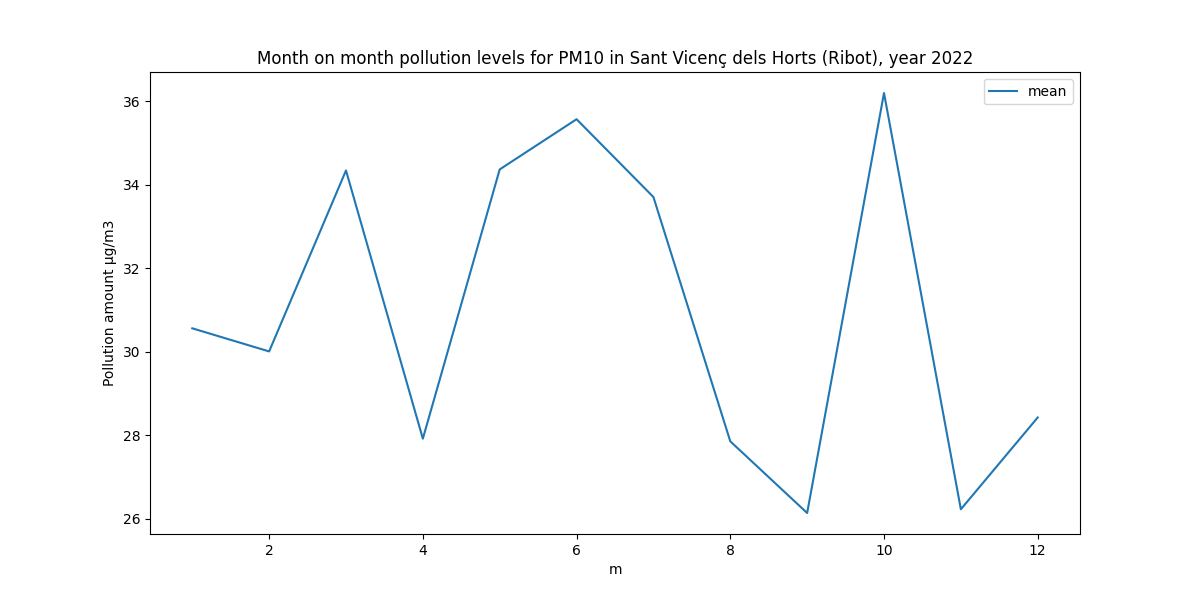 Month on month pollution levels for PM10 in Sant Vicenç dels Horts (Ribot), year 2022
mean
Pollution amount µg/m3
36
34
32
30
28
26
2 4 6 8 10 12
m